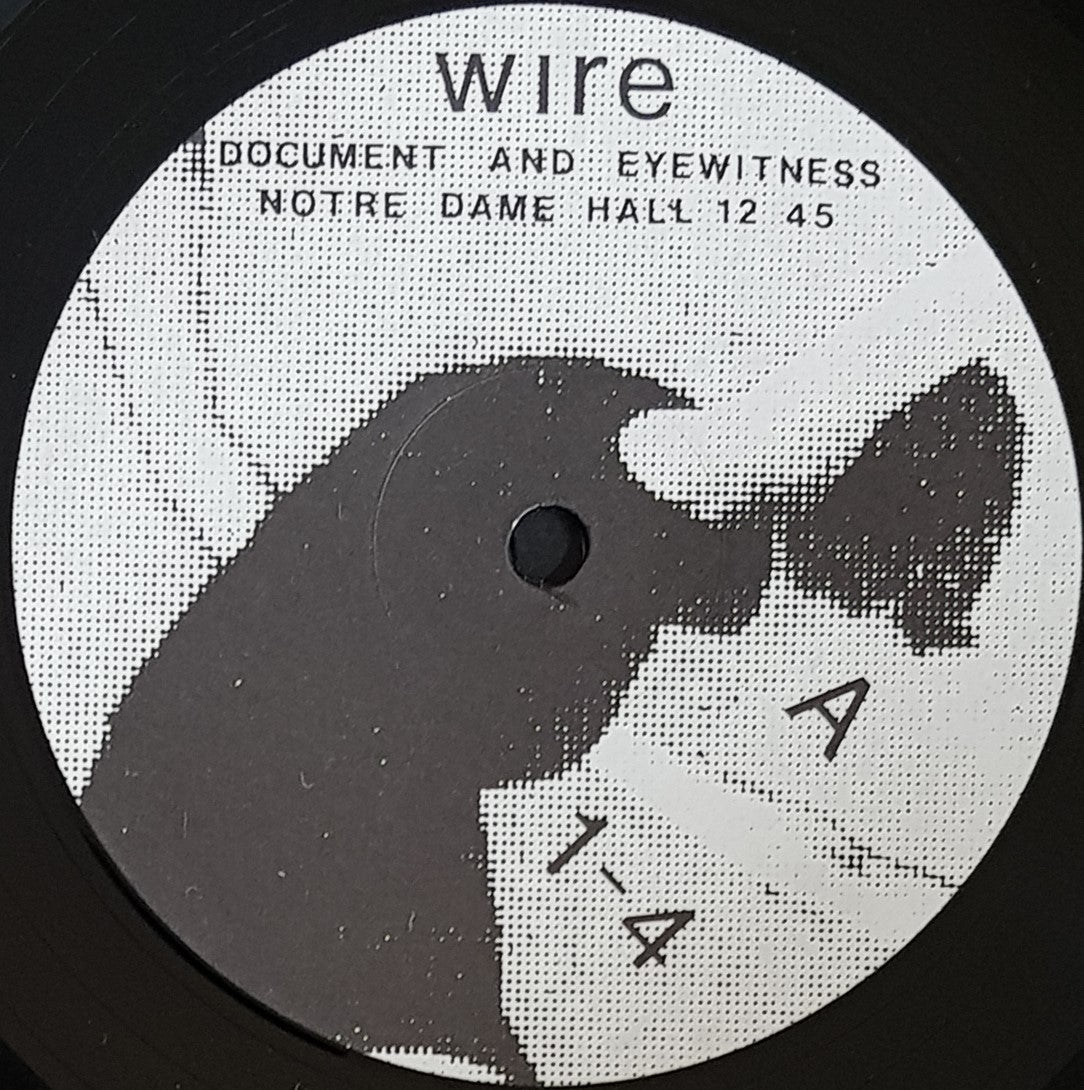 wire
DOCUMENT AND EYEWITNESS
NOTRE DAME HALL 12 45
A
1-4